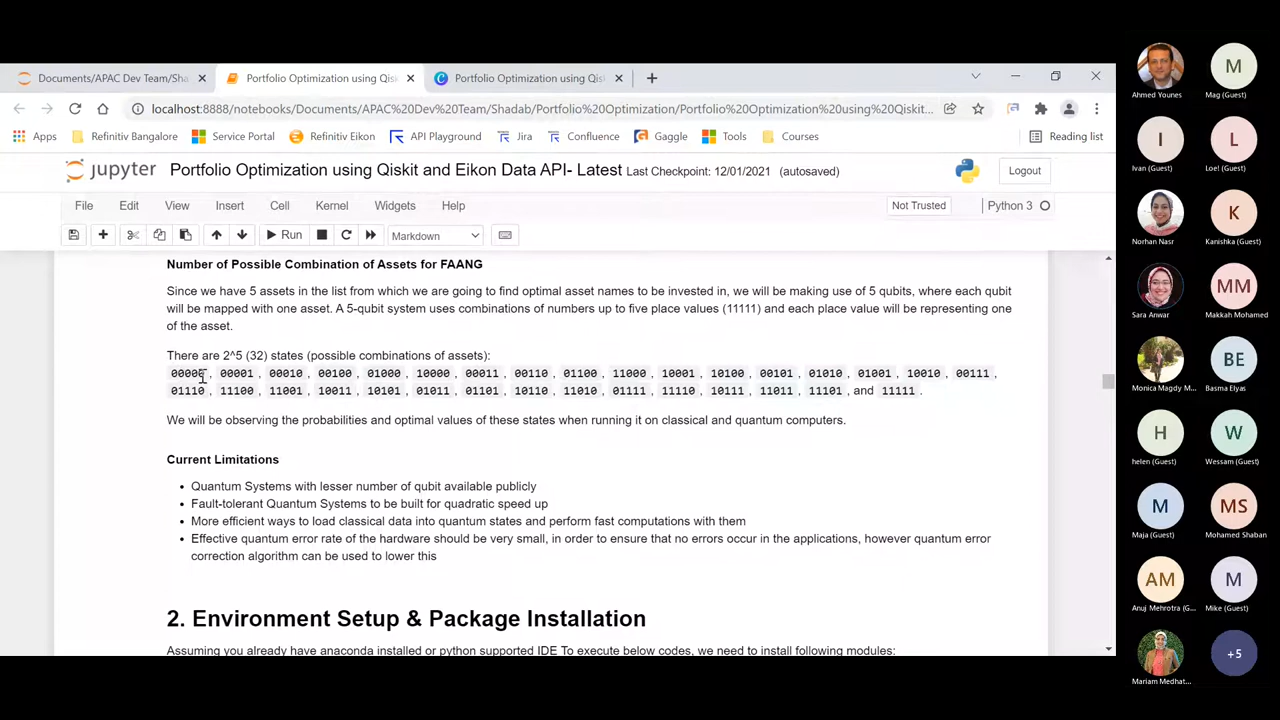 Documents/APAC Dev Team/Sha
Portfolio Optimization using Qis
Portfolio Optimization using Qisk
localhost:8888/notebooks/Documents/APAC%20Dev%20Team/Shab/Portfolio%20Optimization/Portfolio%20Optimization%20using%20Qiskit...
Apps Refinitiv Bangalore Service Portal Refinitiv Eikon API Playground Jira Confluence Kaggle Tools Courses Reading list
jupyter Portfolio Optimization using Qiskit and Eikon Data API- Latest Last Checkpoint: 12/01/2021 (autosaved) Logout
File Edit View Insert Cell Kernel Widgets Help Not Trusted Python 3
Run Markdown
Number of Possible Combination of Assets for FAANG
Since we have 5 assets in the list from which we are going to find optimal asset names to be invested in, we will be making use of 5 qubits, where each qubit
will be mapped with one asset. A 5-qubit system uses combinations of numbers up to five place values (11111) and each place value will be representing one
of the asset.
There are 2^5 (32) states (possible combinations of assets):
00000 , 00001 , 00010 , 00100 , 01000 , 10000 , 00011 , 00110 , 01100 , 11000 , 10001 , 10100 , 00101 , 01010 , 01001 , 10010 , 00111 ,
01110 , 11100 , 11001 , 10011 , 10101 , 01011 , 01101 , 10110 , 11010 , 01111 , 11110 , 10111 , 11011 , 11101 , and 11111 .
We will be observing the probabilities and optimal values of these states when running it on classical and quantum computers.
Current Limitations
• Quantum Systems with lesser number of qubit available publicly
• Fault-tolerant Quantum Systems to be built for quadratic speed up
• More efficient ways to load classical data into quantum states and perform fast computations with them
• Effective quantum error rate of the hardware should be very small, in order to ensure that no errors occur in the applications, however quantum error
correction algorithm can be used to lower this
2. Environment Setup & Package Installation
Assuming you already have anaconda installed or python supported IDE To execute below codes, we need to install following modules:
Ahmed Younes
M
Mag (Guest)
I
Ivan (Guest)
L
Loe! (Guest)
Norhan Nasr
K
Kanishka (Guest)
Sara Anwar
MM
Makkah Mohamed
Monica Magdy M...
BE
Basma Elyas
H
helen (Guest)
W
Wessam (Guest)
M
Maja (Guest)
MS
Mohamed Shaban
AM
Anuj Mehrotra (G...
M
Mike (Guest)
Mariam Medhat...
+5